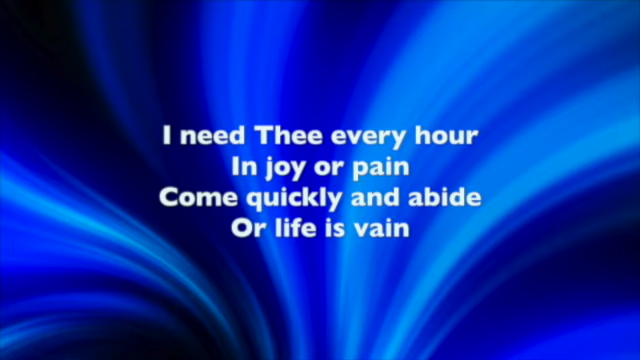 I need Thee every hour
In joy or pain
Come quickly and abide
Or life is vain